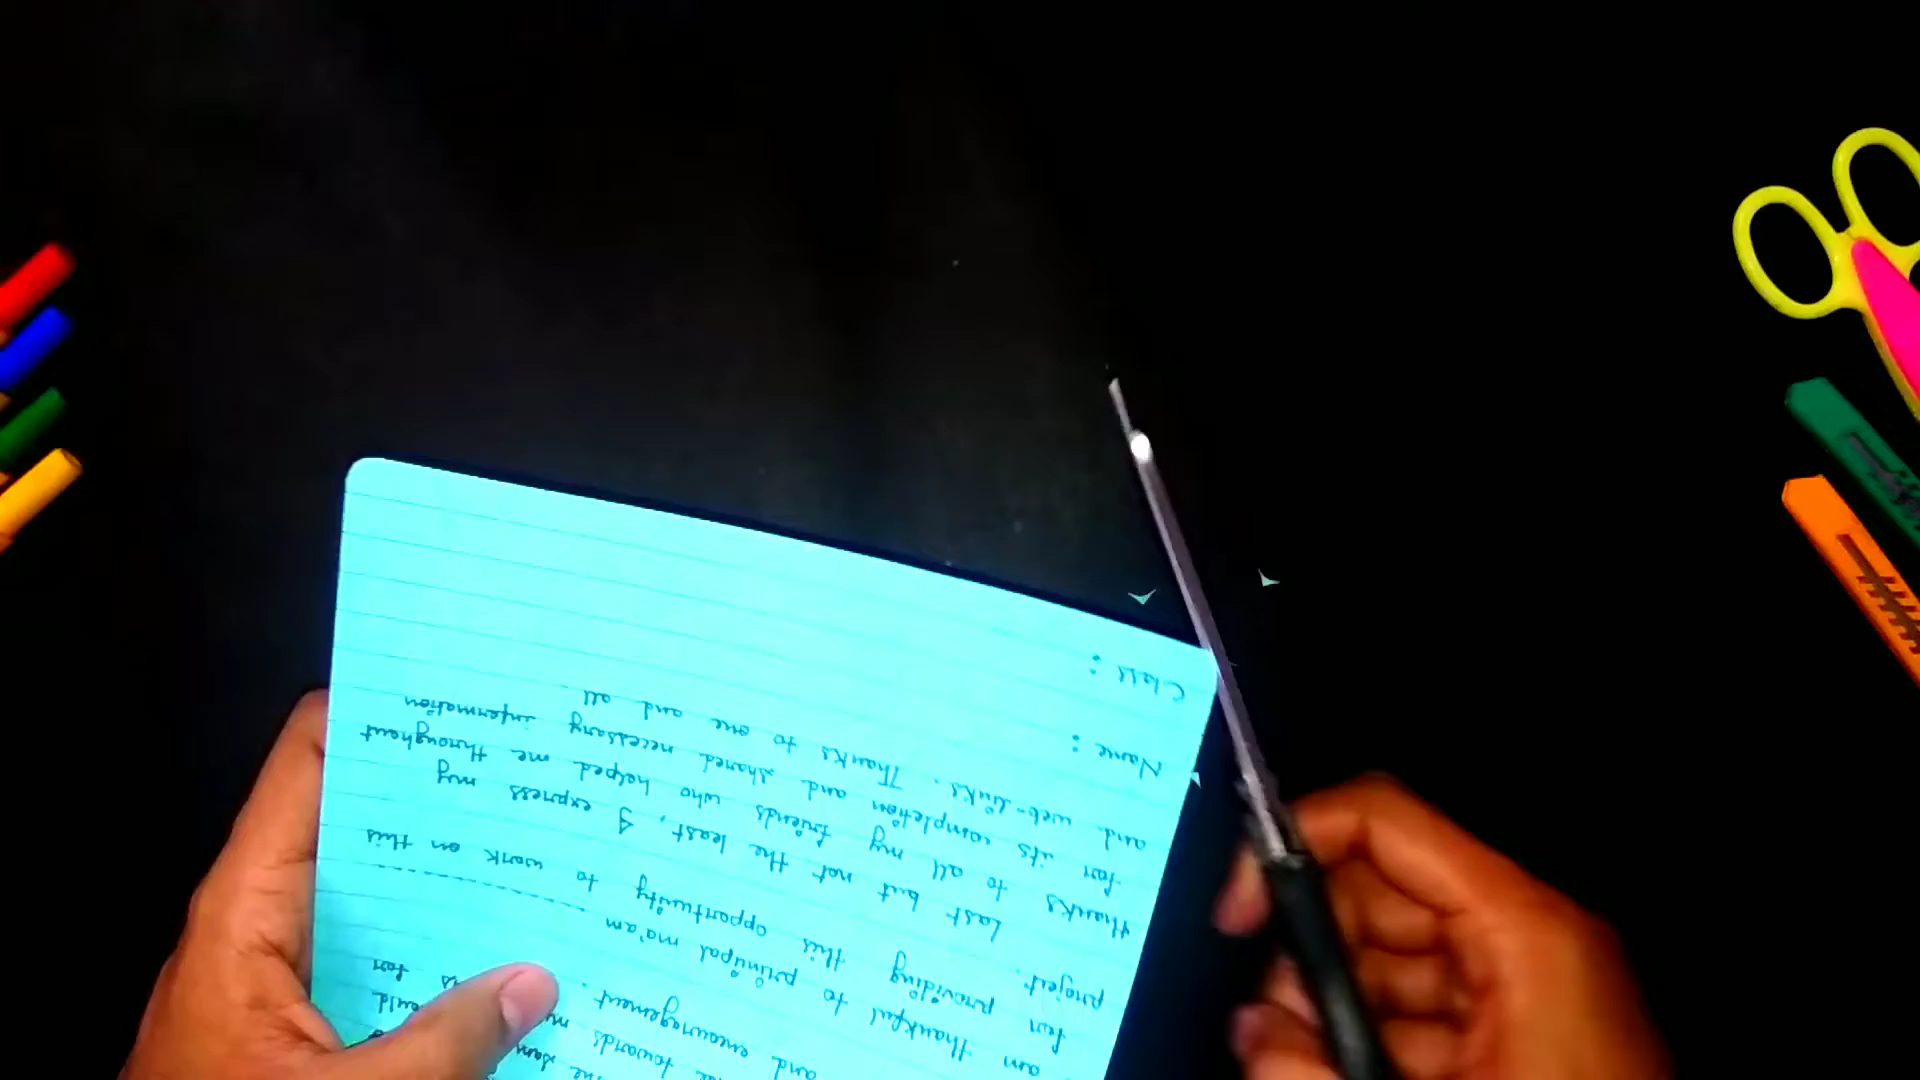 the
towards for
and encouragement.
am thankful to principal ma'am ------------
for providing this opportunity to work on this
project.
Last but not the least, I express my
thanks to all my friends who helped me throughout
for its completion and shared necessary information
and web-links. Thanks to one and all
Name :
Class :